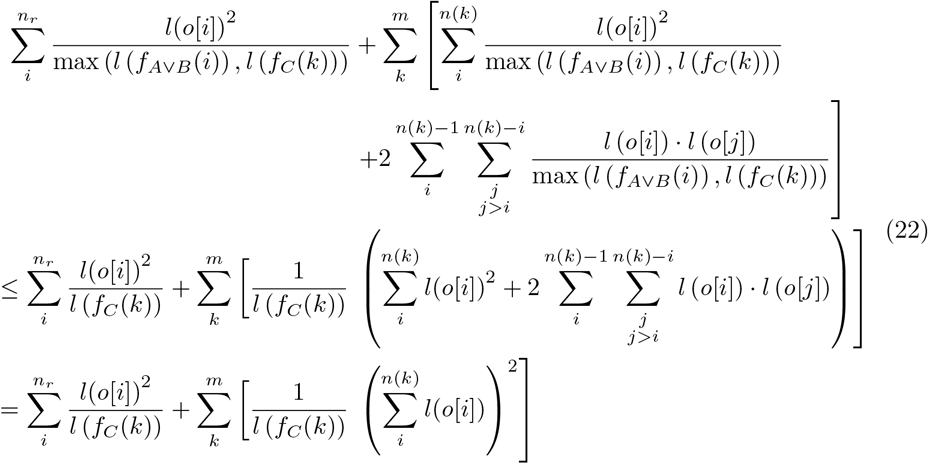 \sum_{i}^{n_r} \frac{l(o[i])^2}{\max(l(f_{A \vee B}(i)), l(f_C(k)))} + \sum_{k}^{m} \left[ \sum_{i}^{n(k)} \frac{l(o[i])^2}{\max(l(f_{A \vee B}(i)), l(f_C(k)))} \right.
\left. +2 \sum_{i}^{n(k)-1} \sum_{\substack{j \\ j>i}}^{n(k)-i} \frac{l(o[i]) \cdot l(o[j])}{\max(l(f_{A \vee B}(i)), l(f_C(k)))} \right]
(22)
\leq \sum_{i}^{n_r} \frac{l(o[i])^2}{l(f_C(k))} + \sum_{k}^{m} \left[ \frac{1}{l(f_C(k))} \left( \sum_{i}^{n(k)} l(o[i])^2 + 2 \sum_{i}^{n(k)-1} \sum_{\substack{j \\ j>i}}^{n(k)-i} l(o[i]) \cdot l(o[j]) \right) \right]
= \sum_{i}^{n_r} \frac{l(o[i])^2}{l(f_C(k))} + \sum_{k}^{m} \left[ \frac{1}{l(f_C(k))} \left( \sum_{i}^{n(k)} l(o[i]) \right)^2 \right]